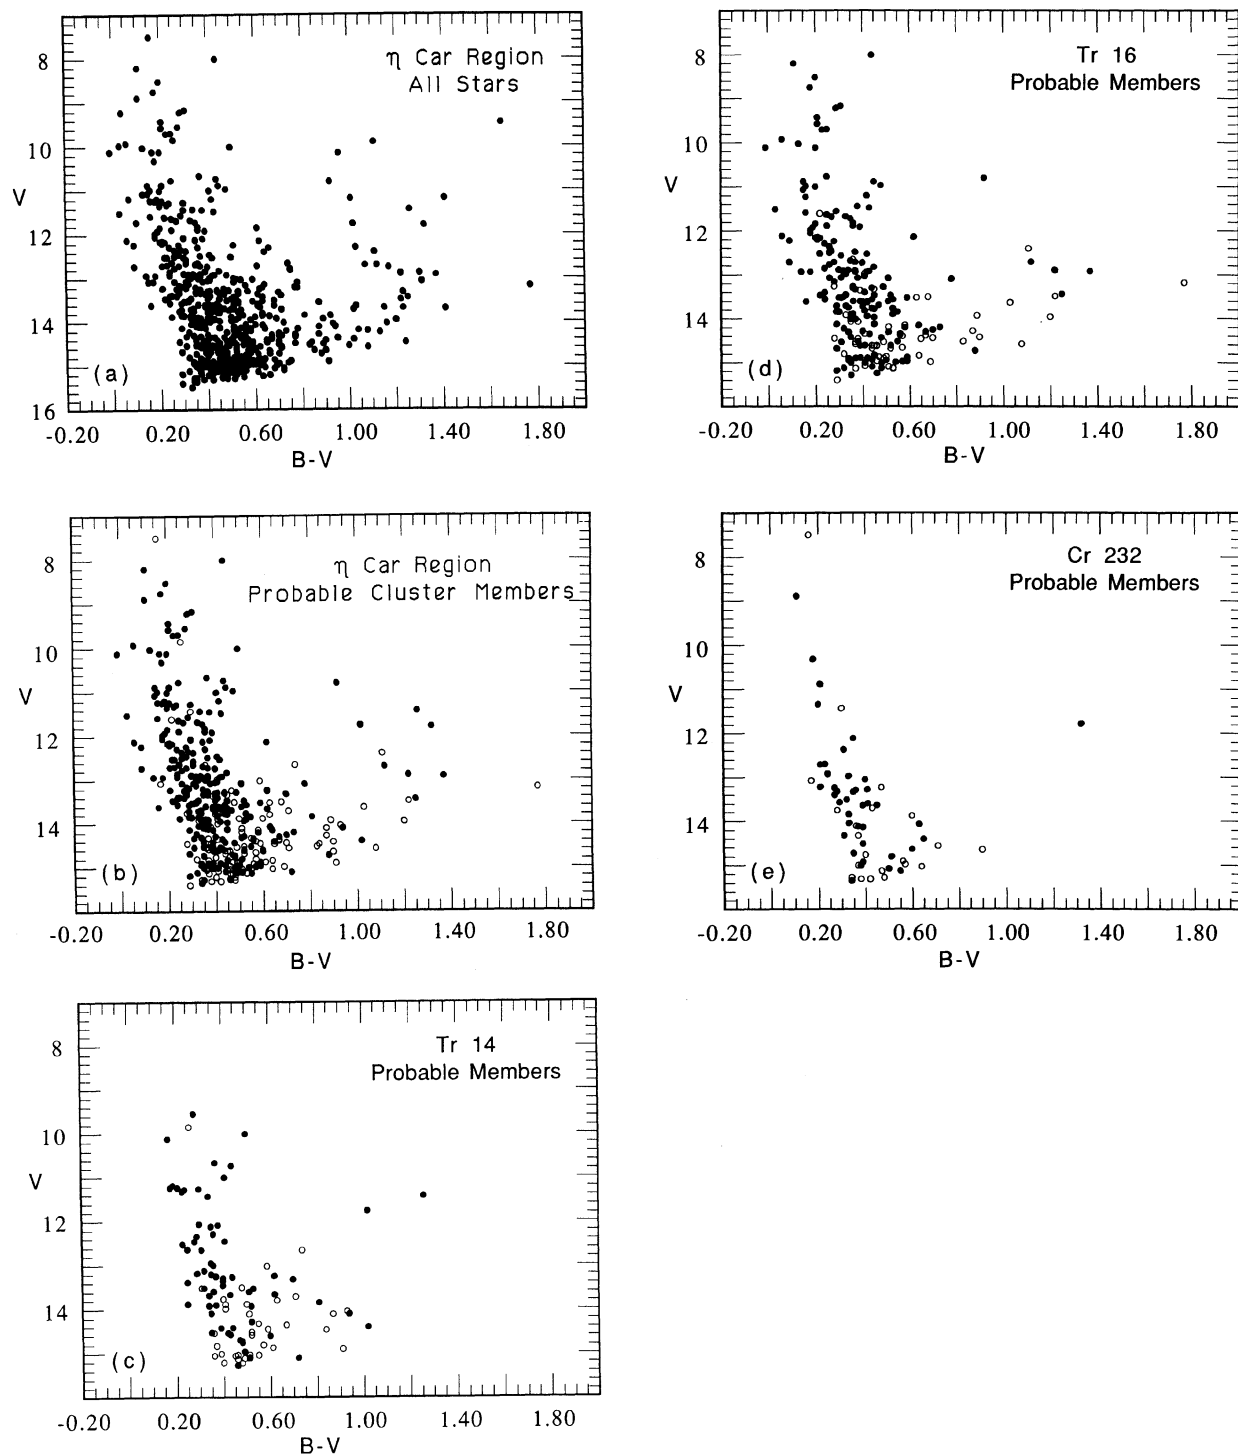 η Car Region
All Stars
8
10
V
12
14
16
(a)
-0.20
0.20
0.60
1.00
1.40
1.80
B-V
Tr 16
Probable Members
8
10
V
12
14
(d)
-0.20
0.20
0.60
1.00
1.40
1.80
B-V
η Car Region
Probable Cluster Members
8
10
V
12
14
(b)
-0.20
0.20
0.60
1.00
1.40
1.80
B-V
Cr 232
Probable Members
8
10
V
12
14
(e)
-0.20
0.20
0.60
1.00
1.40
1.80
B-V
Tr 14
Probable Members
8
10
V
12
14
(c)
-0.20
0.20
0.60
1.00
1.40
1.80
B-V